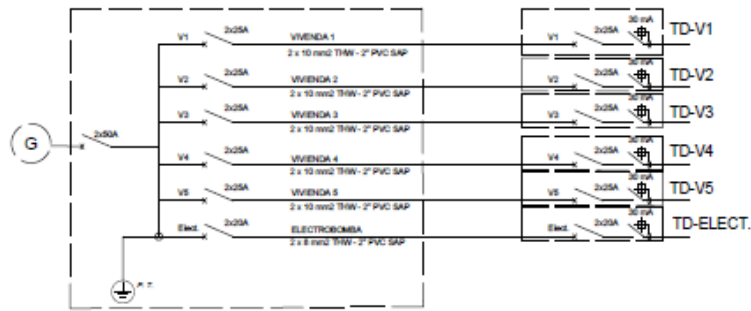 V1 2x25A VIVIENDA 1 V1 2x25A 30 mA TD-V1
2 x 10 mm2 THW - 2" PVC SAP
V2 2x25A VIVIENDA 2 V2 2x25A 30 mA TD-V2
2 x 10 mm2 THW - 2" PVC SAP
V3 2x25A VIVIENDA 3 V3 2x25A 30 mA TD-V3
2 x 10 mm2 THW - 2" PVC SAP
G 2x50A
V4 2x25A VIVIENDA 4 V4 2x25A 30 mA TD-V4
2 x 10 mm2 THW - 2" PVC SAP
V5 2x25A VIVIENDA 5 V5 2x25A 30 mA TD-V5
2 x 10 mm2 THW - 2" PVC SAP
Elect. 2x20A ELECTROBOMBA Elect. 2x20A 30 mA TD-ELECT.
2 x 8 mm2 THW - 2" PVC SAP
P. T.